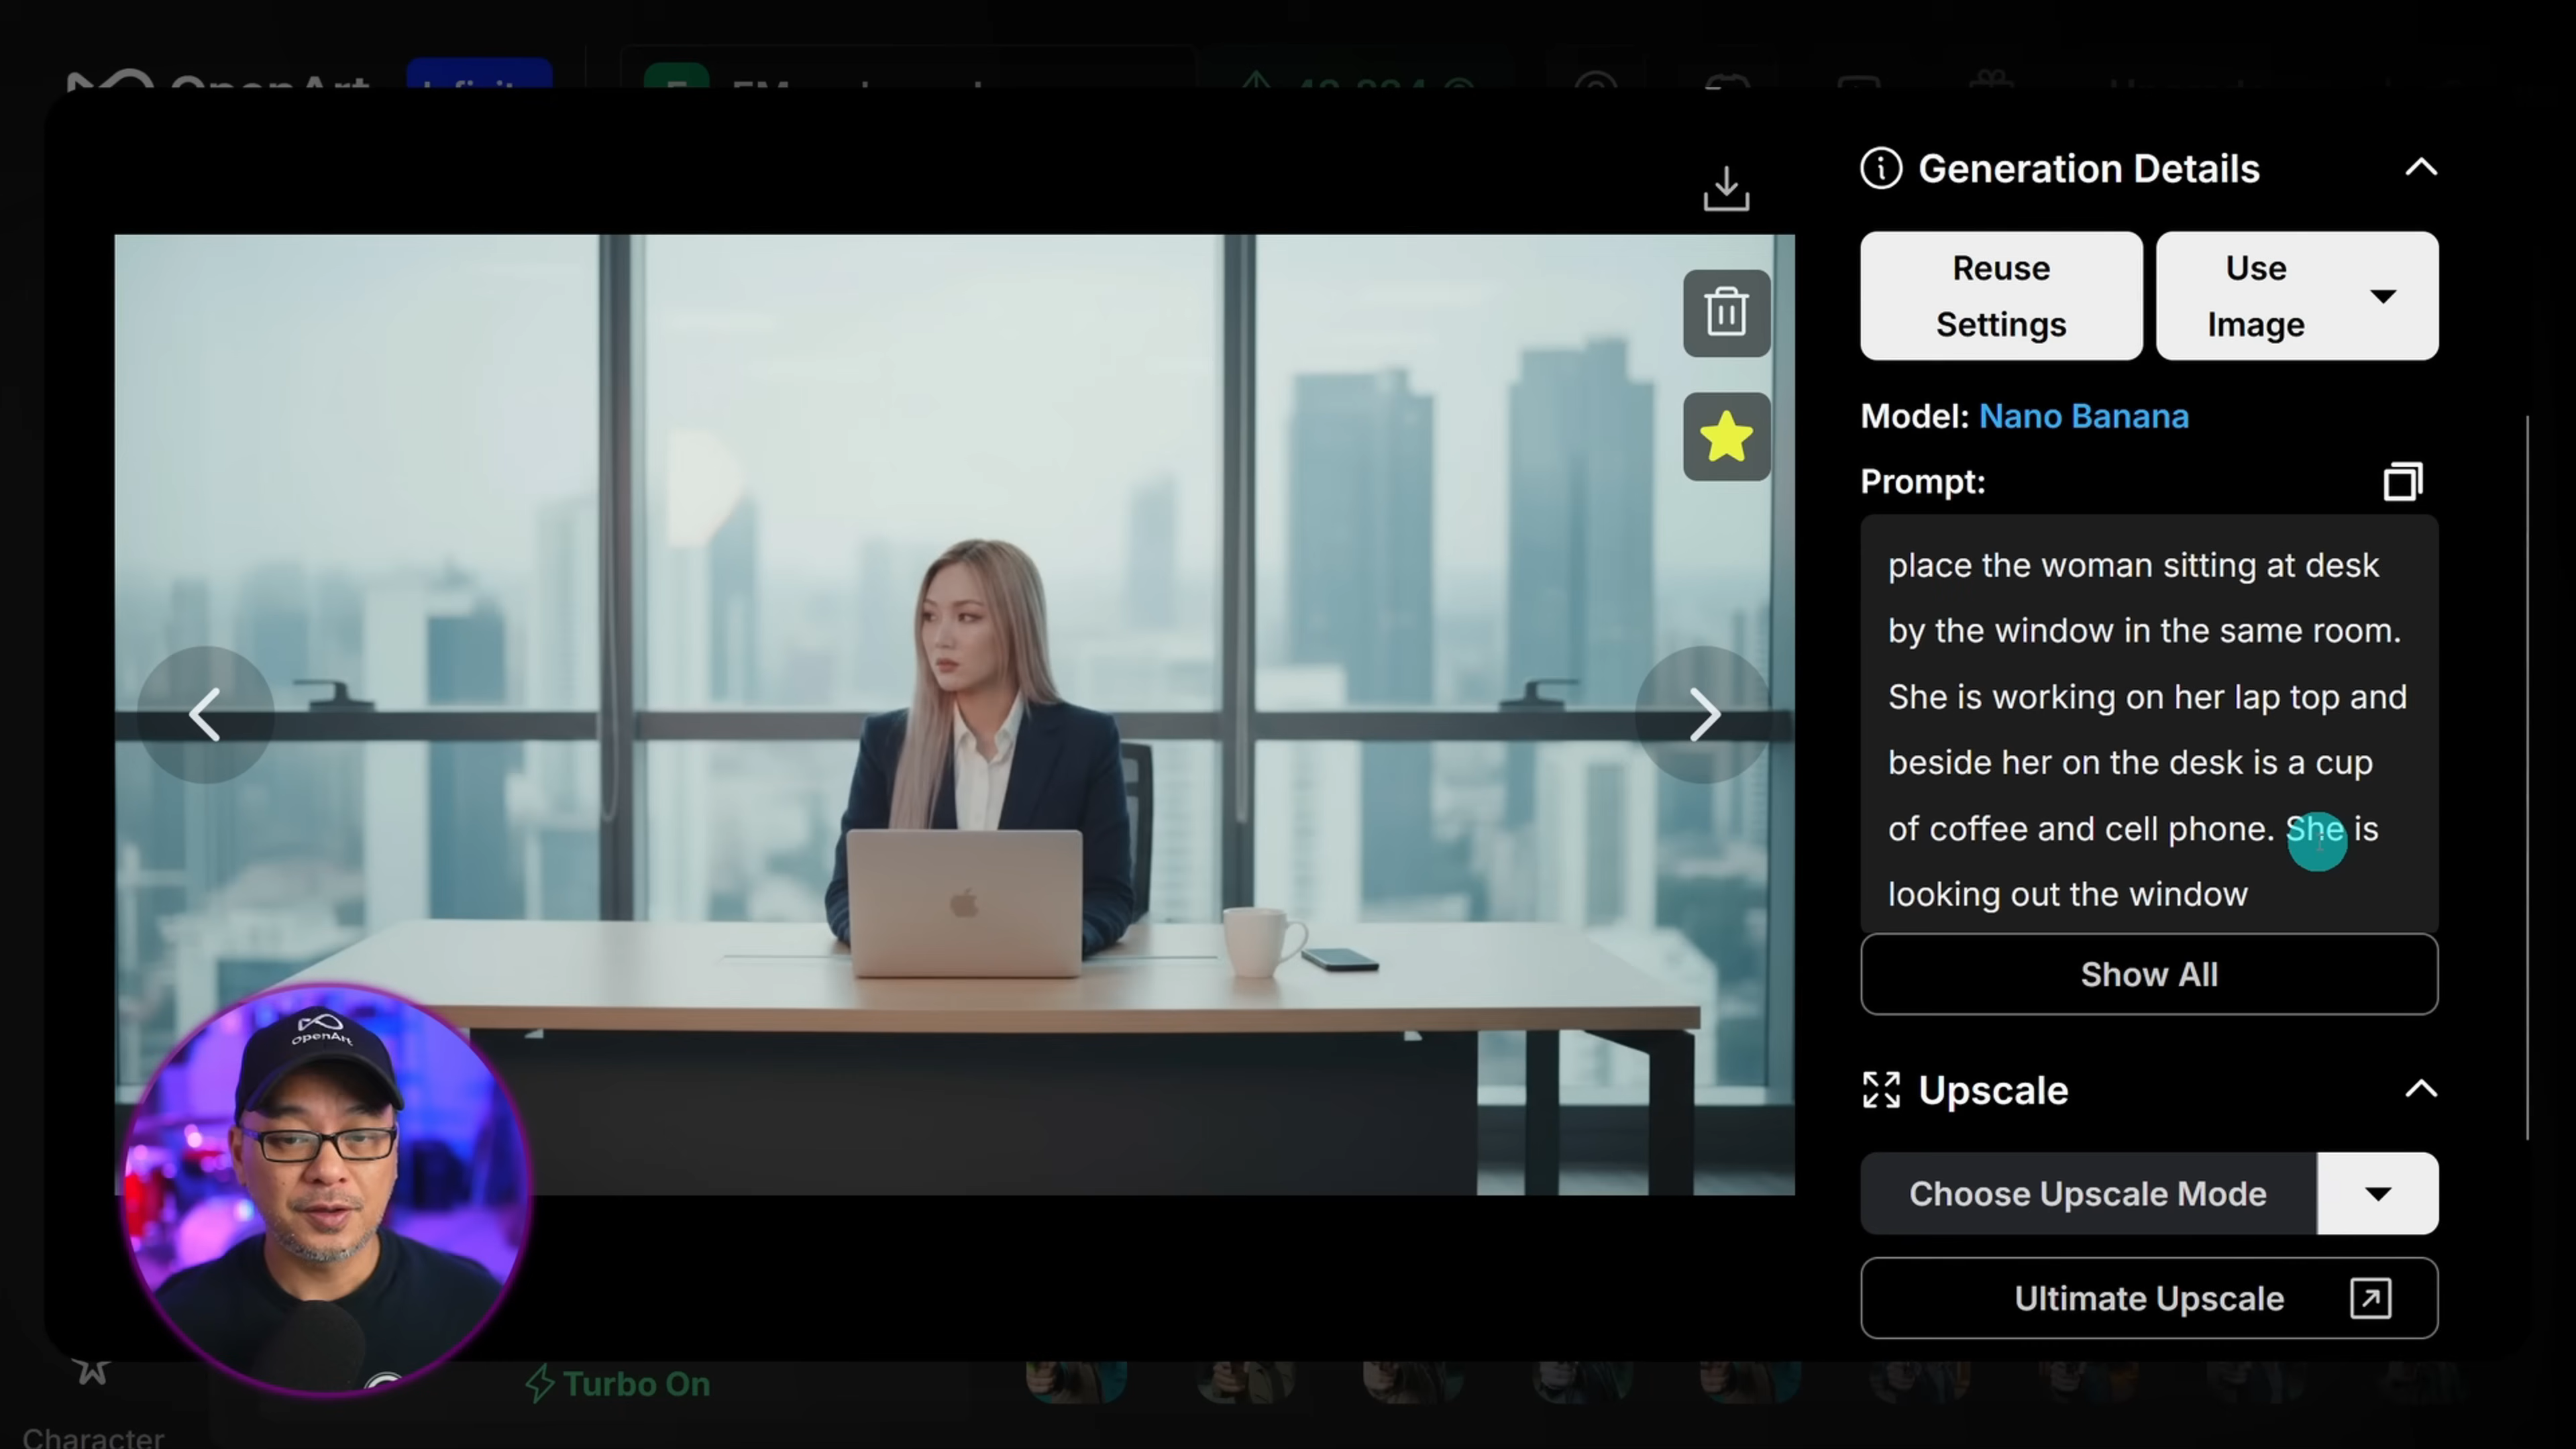 OpenArt
Generation Details
Reuse
Settings
Use
Image
Model: Nano Banana
Prompt:
place the woman sitting at desk
by the window in the same room.
She is working on her lap top and
beside her on the desk is a cup
of coffee and cell phone. She is
looking out the window
Show All
Upscale
Choose Upscale Mode
Ultimate Upscale
OpenArt
Turbo On
Character